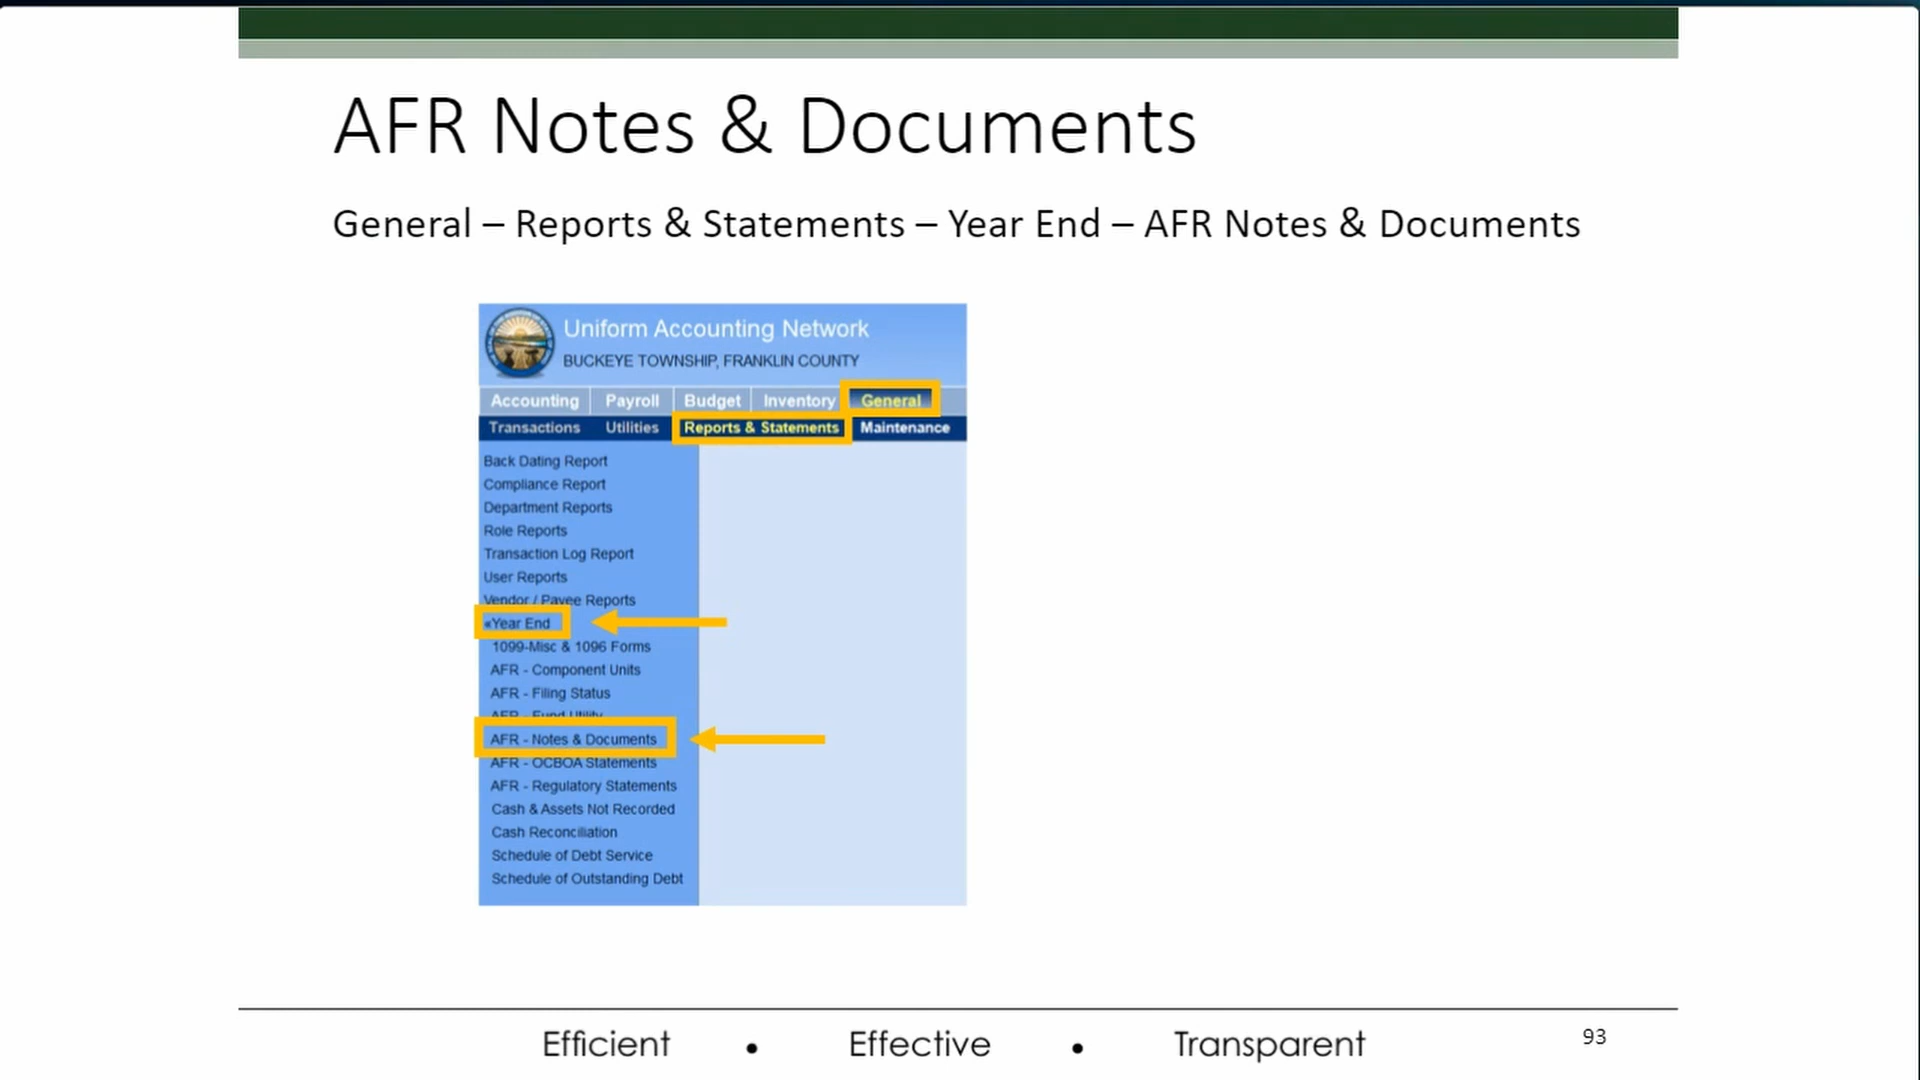 AFR Notes & Documents
General – Reports & Statements – Year End – AFR Notes & Documents
Uniform Accounting Network
BUCKEYE TOWNSHIP, FRANKLIN COUNTY
Accounting Payroll Budget Inventory General
Transactions Utilities Reports & Statements Maintenance
Back Dating Report
Compliance Report
Department Reports
Role Reports
Transaction Log Report
User Reports
Vendor / Payee Reports
«Year End
1099-Misc & 1096 Forms
AFR - Component Units
AFR - Filing Status
AFR - Fund Utility
AFR - Notes & Documents
AFR - OCBOA Statements
AFR - Regulatory Statements
Cash & Assets Not Recorded
Cash Reconciliation
Schedule of Debt Service
Schedule of Outstanding Debt
Efficient • Effective • Transparent
93